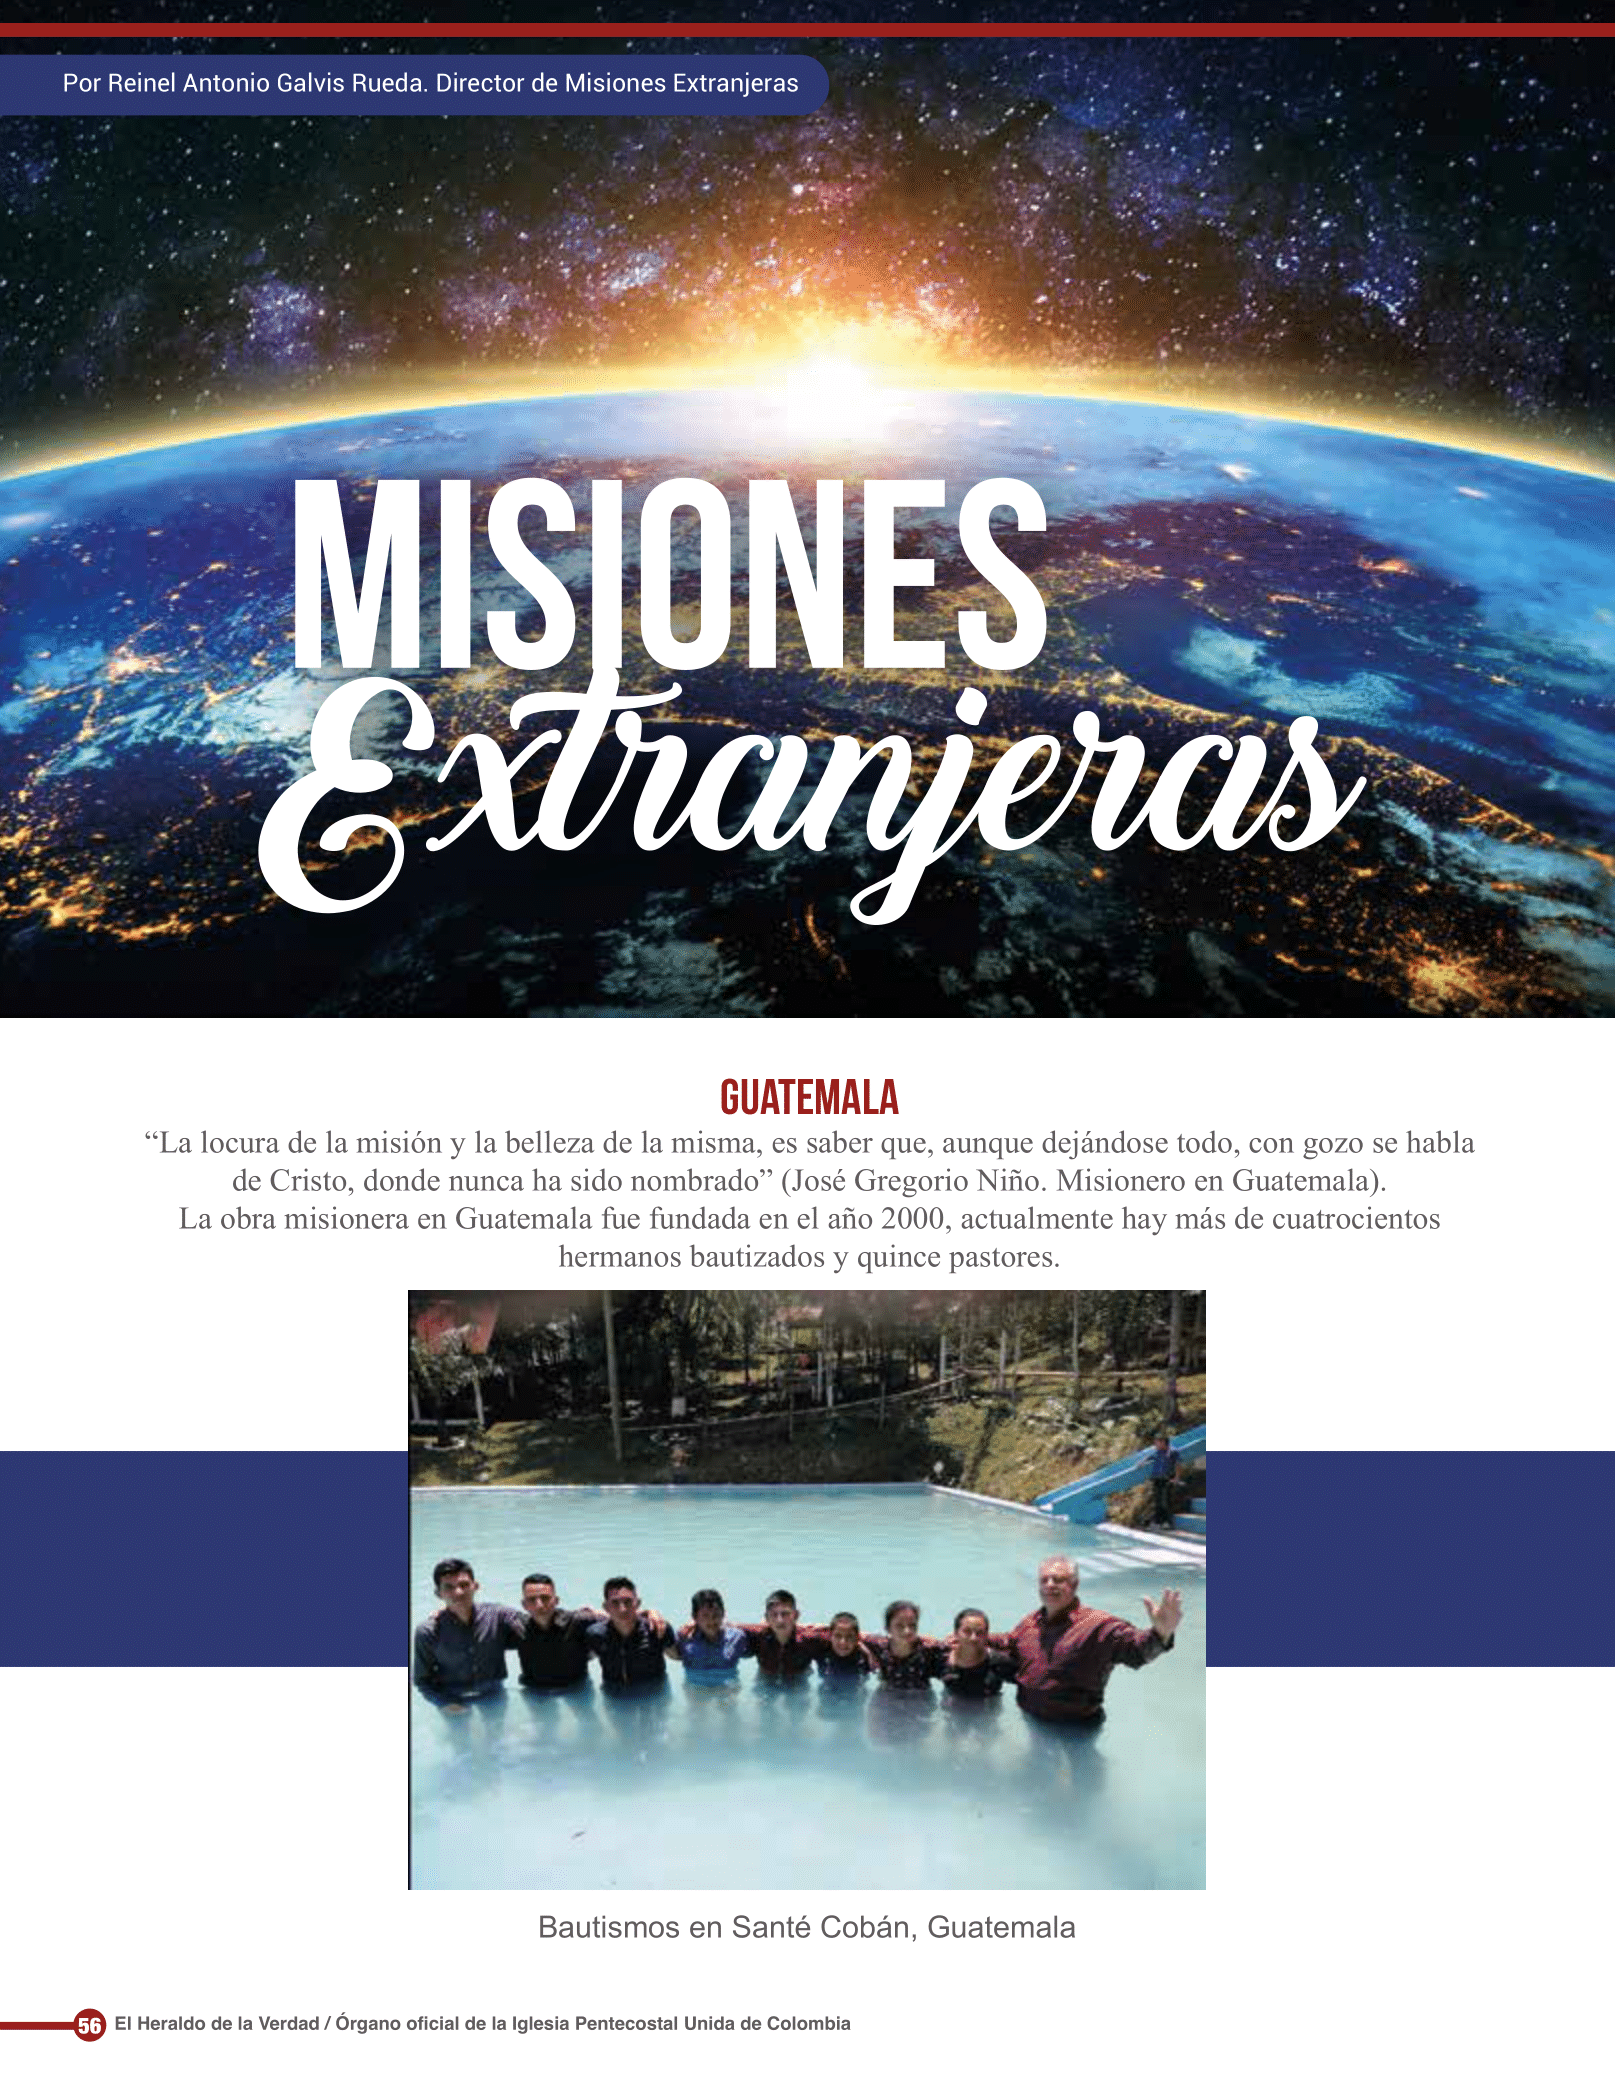 Por Reinel Antonio Galvis Rueda. Director de Misiones Extranjeras
MISIONES
Extranjeras
GUATEMALA
“La locura de la misión y la belleza de la misma, es saber que, aunque dejándose todo, con gozo se habla
de Cristo, donde nunca ha sido nombrado” (José Gregorio Niño. Misionero en Guatemala).
La obra misionera en Guatemala fue fundada en el año 2000, actualmente hay más de cuatrocientos
hermanos bautizados y quince pastores.
Bautismos en Santé Cobán, Guatemala
56 El Heraldo de la Verdad / Órgano oficial de la Iglesia Pentecostal Unida de Colombia